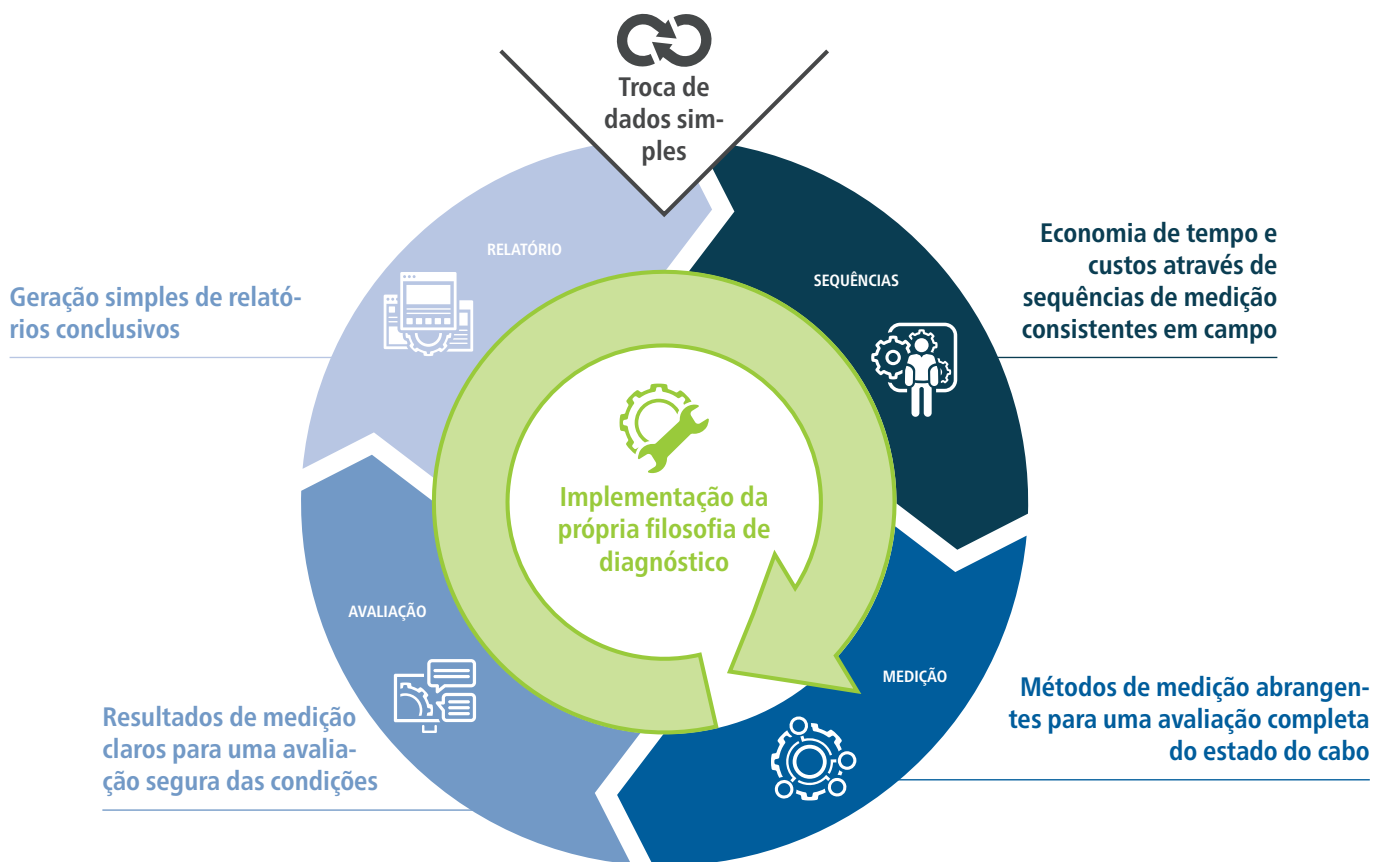 Troca de
dados sim-
ples
RELATÓRIO
Geração simples de relató-
rios conclusivos
SEQUÊNCIAS
Economia de tempo e
custos através de
sequências de medição
consistentes em campo
Implementação da
própria filosofia de
diagnóstico
AVALIAÇÃO
Resultados de medição
claros para uma avalia-
ção segura das condições
MEDIÇÃO
Métodos de medição abrangen-
tes para uma avaliação completa
do estado do cabo